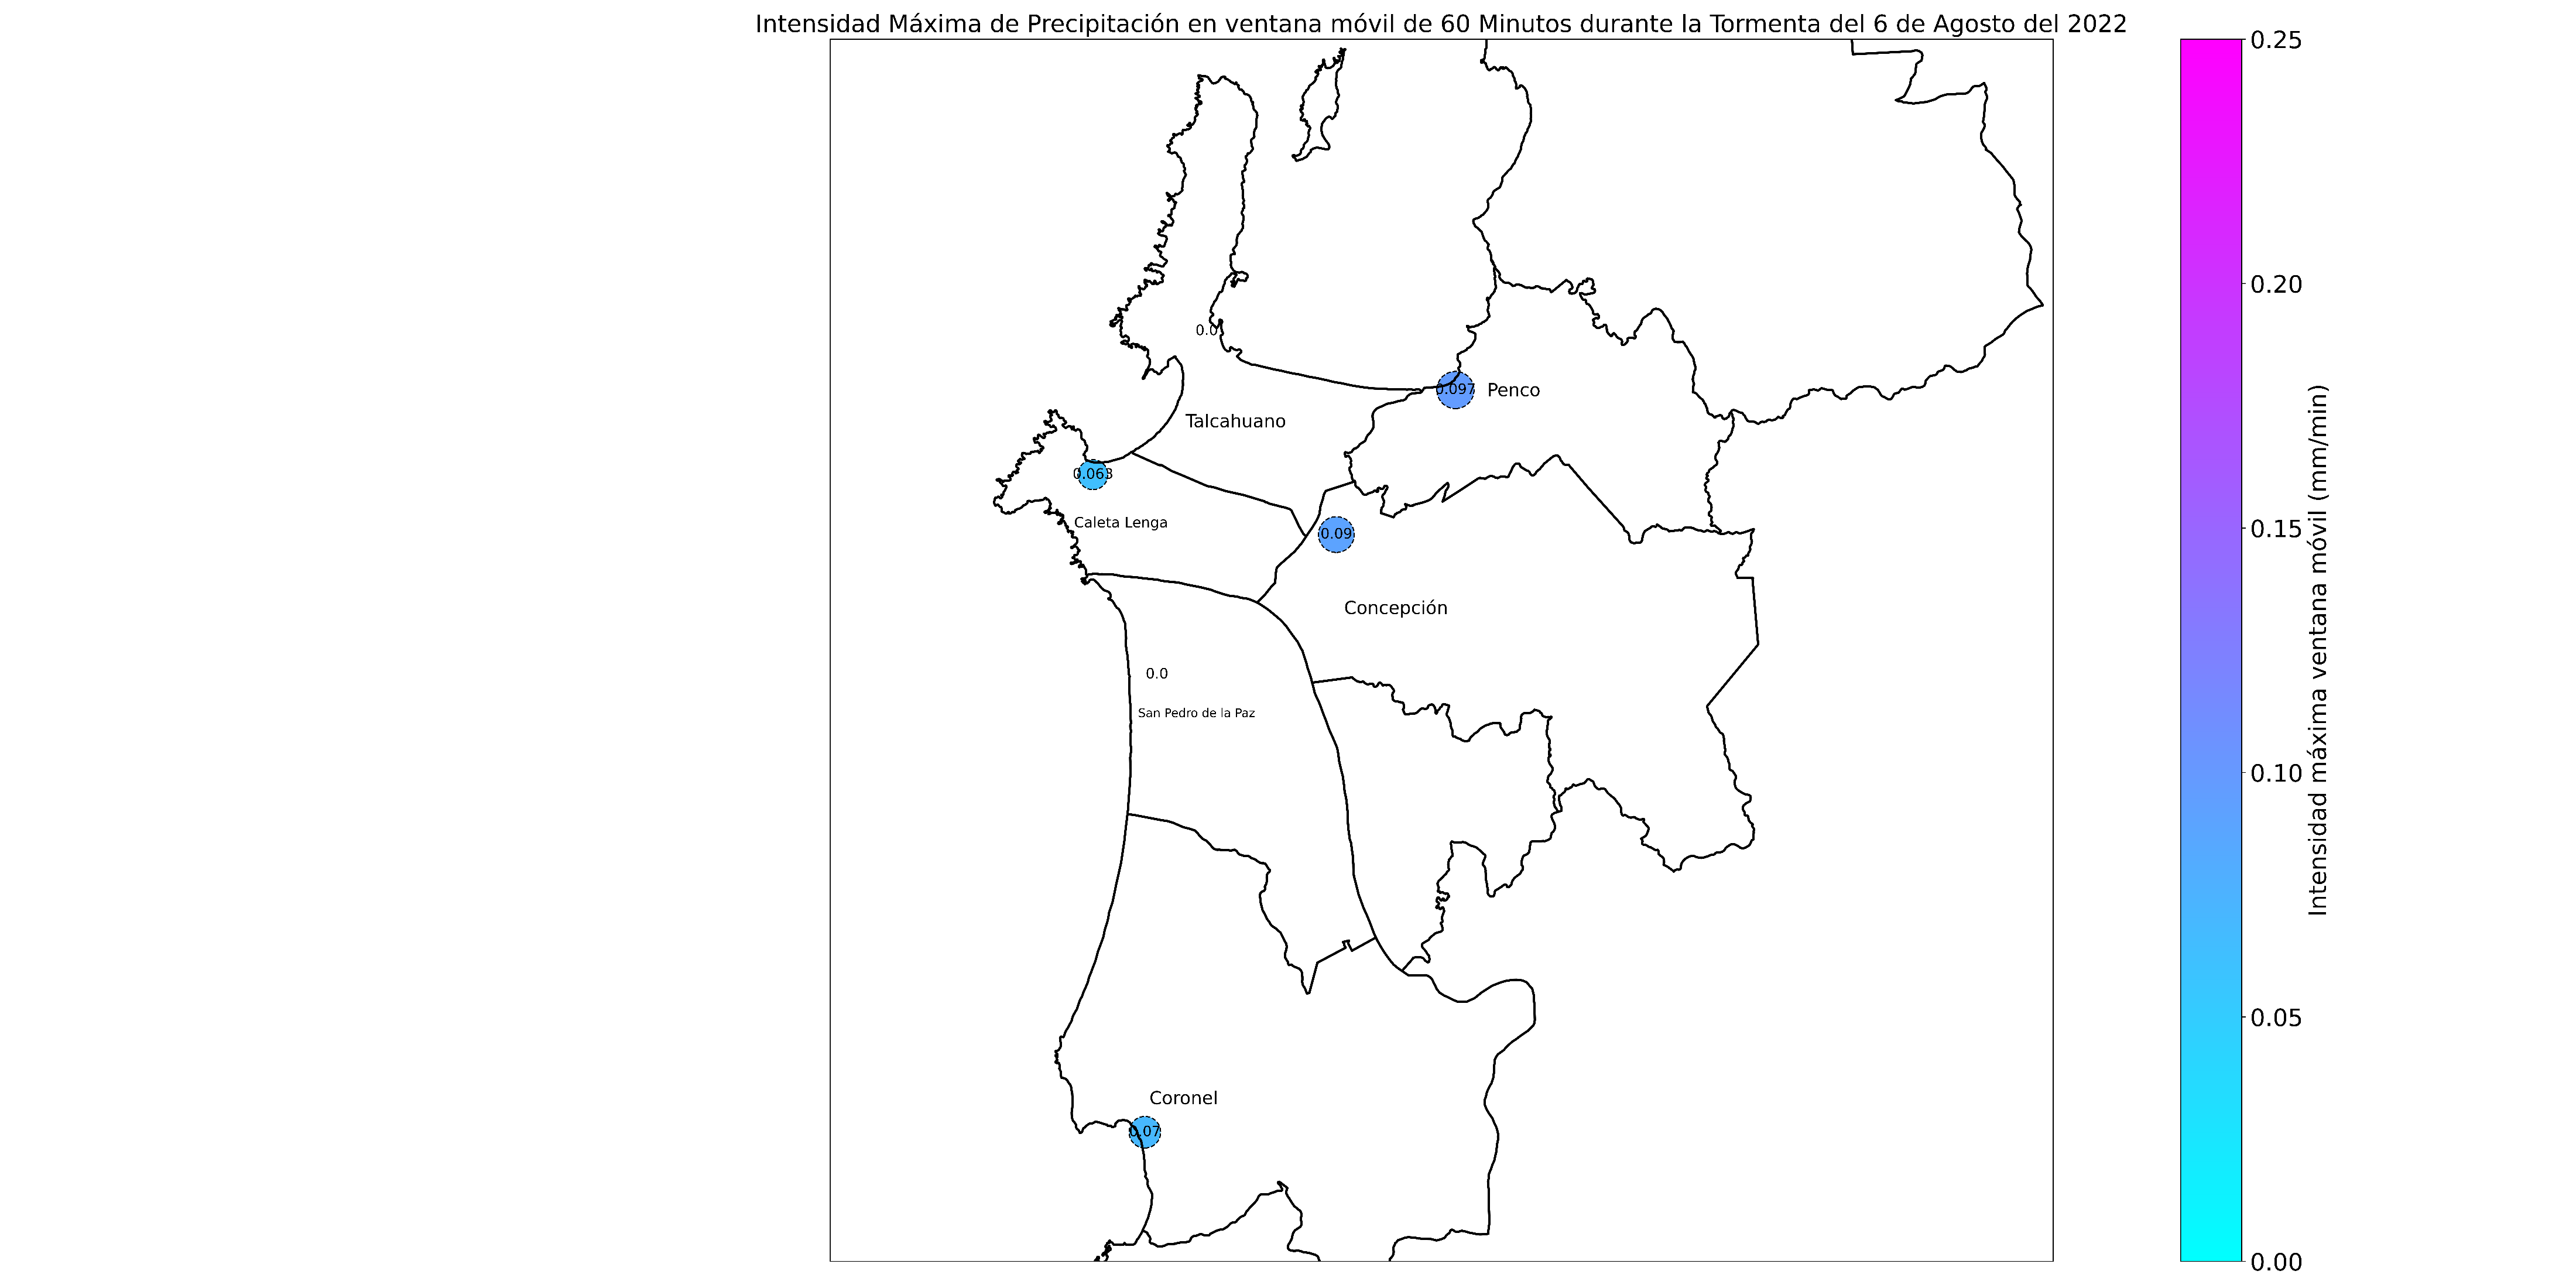 Intensidad Máxima de Precipitación en ventana móvil de 60 Minutos durante la Tormenta del 6 de Agosto del 2022
0.0
0.097
Penco
Talcahuano
0.063
Caleta Lenga
0.09
Concepción
0.0
San Pedro de la Paz
Coronel
0.07
0.25
0.20
0.15
0.10
0.05
0.00
Intensidad máxima ventana móvil (mm/min)